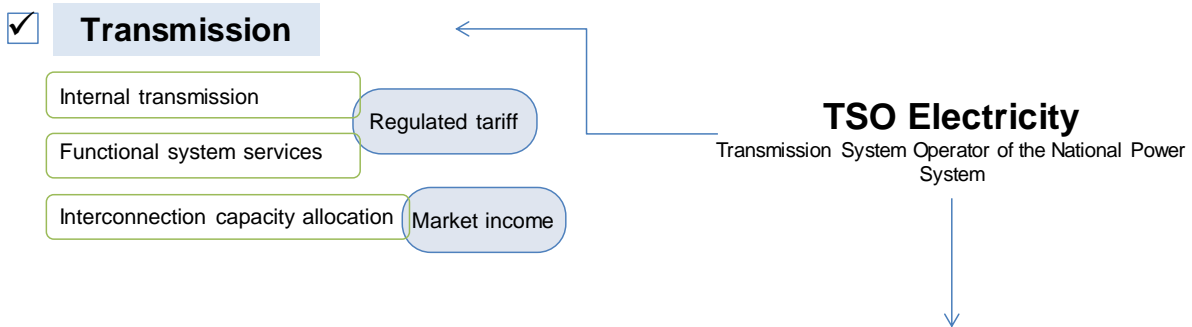 Transmission
Internal transmission
Functional system services
Regulated tariff
Interconnection capacity allocation
Market income
TSO Electricity
Transmission System Operator of the National Power
System